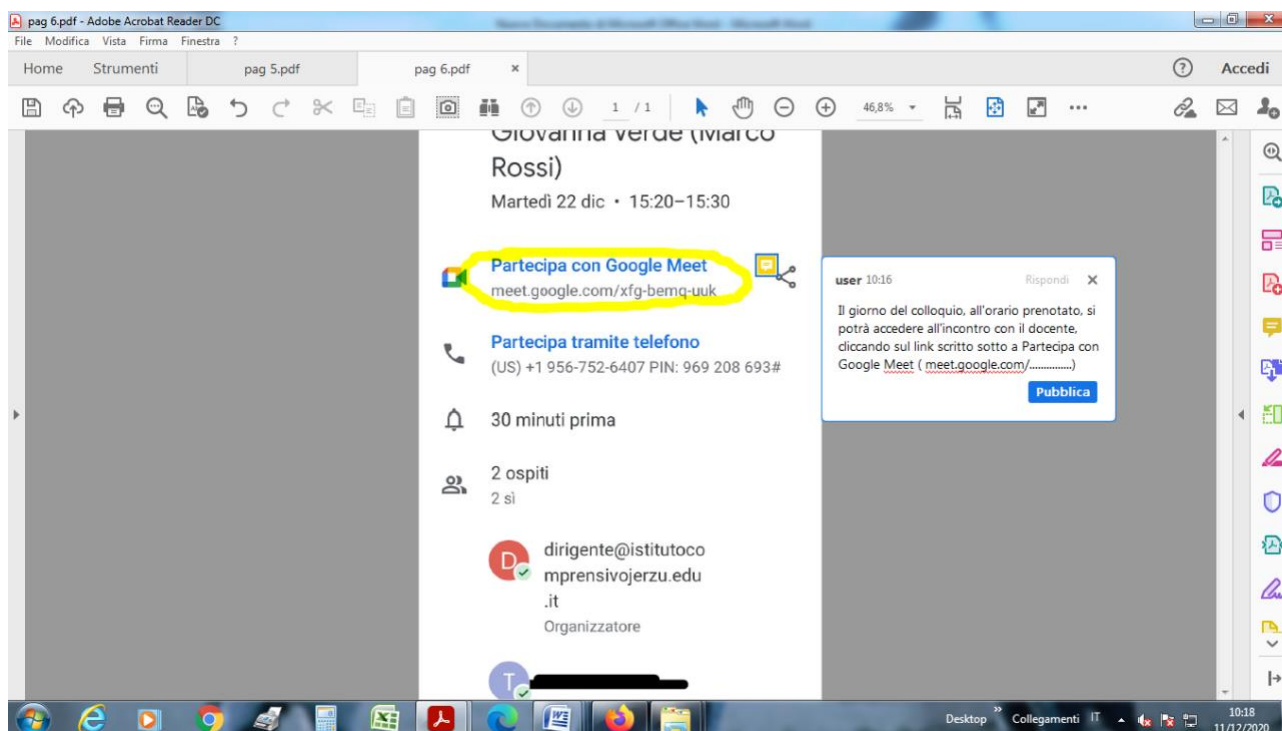 pag 6.pdf - Adobe Acrobat Reader DC
File Modifica Vista Firma Finestra ?
Home Strumenti pag 5.pdf pag 6.pdf × Accedi
1 / 1 46,8%
Giovanna Verde (Marco
Rossi)
Martedì 22 dic • 15:20–15:30
Partecipa con Google Meet
meet.google.com/xfg-bemq-uuk
user 10:16 Rispondi ×
Il giorno del colloquio, all'orario prenotato, si
potrà accedere all'incontro con il docente,
cliccando sul link scritto sotto a Partecipa con
Google Meet ( meet.google.com/...............)
Pubblica
Partecipa tramite telefono
(US) +1 956-752-6407 PIN: 969 208 693#
30 minuti prima
2 ospiti
2 sì
D
dirigente@istitutoco
mprensivojerzu.edu
.it
Organizzatore
T
Desktop » Collegamenti IT 10:18
11/12/2020